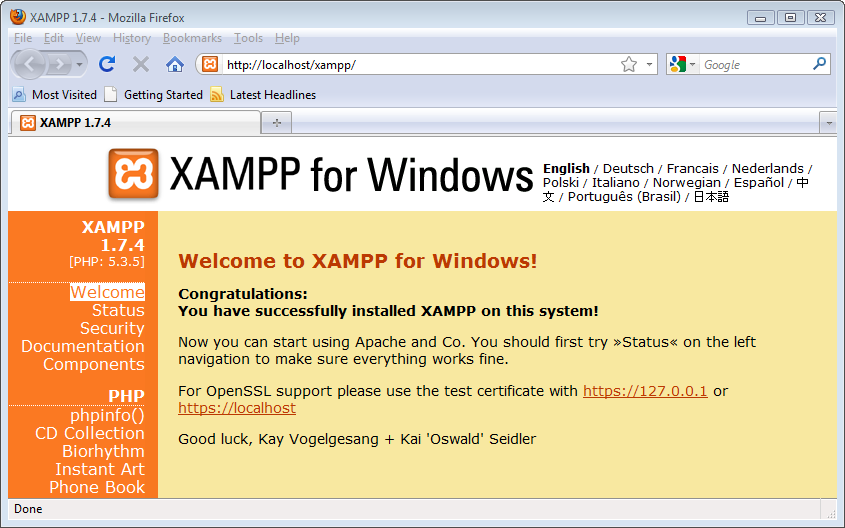 XAMPP 1.7.4 - Mozilla Firefox
File Edit View History Bookmarks Tools Help
http://localhost/xampp/
Google
Most Visited Getting Started Latest Headlines
XAMPP 1.7.4
XAMPP for Windows
English / Deutsch / Francais / Nederlands /
Polski / Italiano / Norwegian / Español / 中
文 / Português (Brasil) / 日本語
XAMPP
1.7.4
[PHP: 5.3.5]
Welcome
Status
Security
Documentation
Components
PHP
phpinfo()
CD Collection
Biorhythm
Instant Art
Phone Book
Welcome to XAMPP for Windows!
Congratulations:
You have successfully installed XAMPP on this system!
Now you can start using Apache and Co. You should first try »Status« on the left
navigation to make sure everything works fine.
For OpenSSL support please use the test certificate with https://127.0.0.1 or
https://localhost
Good luck, Kay Vogelgesang + Kai 'Oswald' Seidler
Done